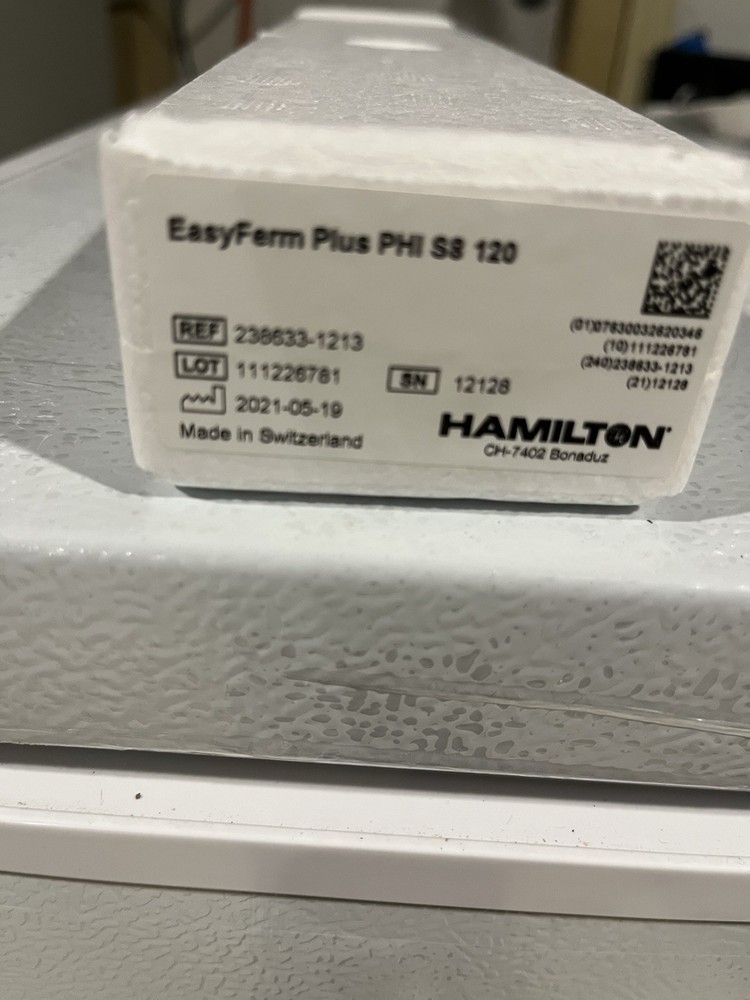 EasyFerm Plus PHI S8 120
REF 238633-1213
LOT 111226781
SN 12128
2021-05-19
Made in Switzerland
(01)07630032620348
(10)111226781
(240)238633-1213
(21)12128
HAMILTON
CH-7402 Bonaduz